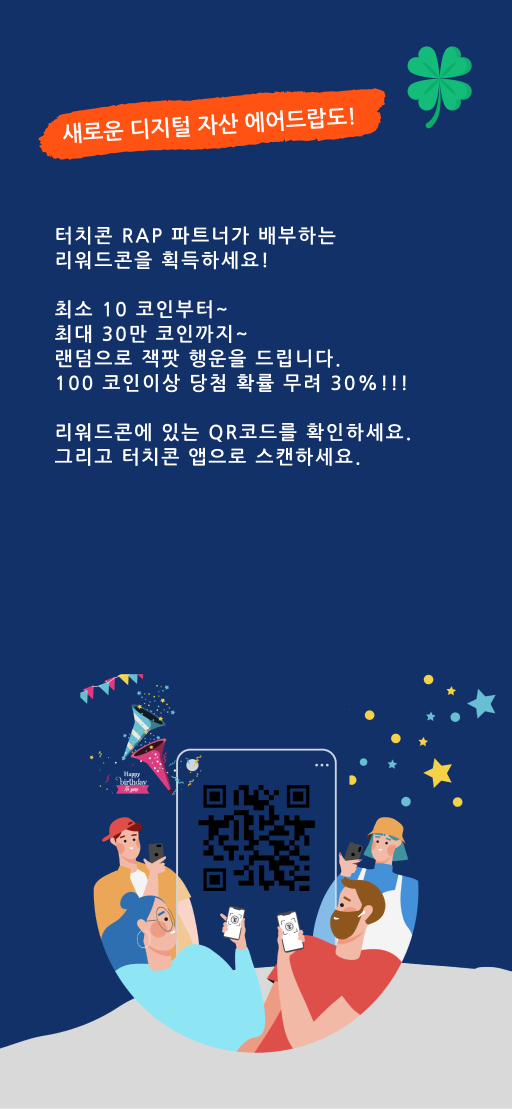 새로운 디지털 자산 에어드랍도!
터치콘 RAP 파트너가 배부하는
리워드콘을 획득하세요!
최소 10 코인부터~
최대 30만 코인까지~
랜덤으로 잭팟 행운을 드립니다.
100 코인이상 당첨 확률 무려 30%!!!
리워드콘에 있는 QR코드를 확인하세요.
그리고 터치콘 앱으로 스캔하세요.
Happy
birthday
To you